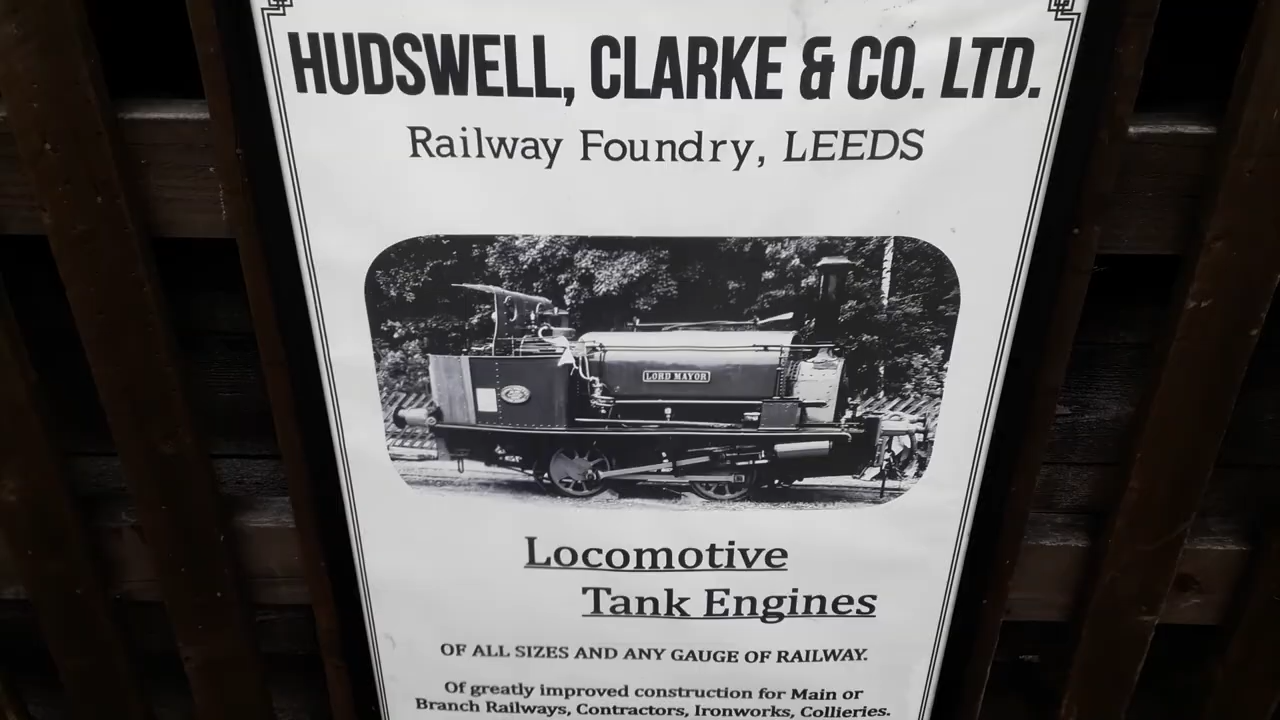 HUDSWELL, CLARKE & CO. LTD.
Railway Foundry, LEEDS
LORD MAYOR
Locomotive
Tank Engines
OF ALL SIZES AND ANY GAUGE OF RAILWAY.
Of greatly improved construction for Main or
Branch Railways, Contractors, Ironworks, Collieries.